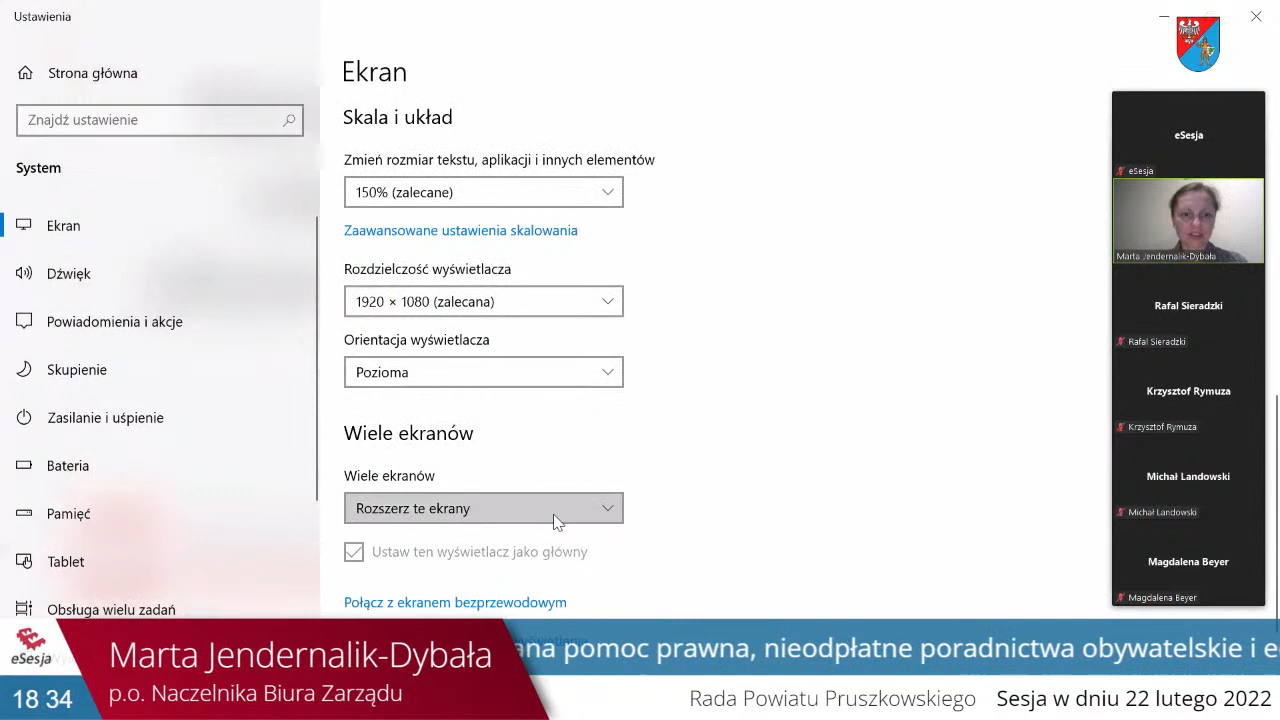 Ustawienia
Strona główna
Znajdź ustawienie
System
Ekran
Dźwięk
Powiadomienia i akcje
Skupienie
Zasilanie i uśpienie
Bateria
Pamięć
Tablet
Obsługa wielu zadań
Ekran
Skala i układ
Zmień rozmiar tekstu, aplikacji i innych elementów
150% (zalecane)
Zaawansowane ustawienia skalowania
Rozdzielczość wyświetlacza
1920 × 1080 (zalecana)
Orientacja wyświetlacza
Pozioma
Wiele ekranów
Wiele ekranów
Rozszerz te ekrany
Ustaw ten wyświetlacz jako główny
Połącz z ekranem bezprzewodowym
eSesja
eSesja
Marta Jendernalik-Dybała
Rafal Sieradzki
Rafal Sieradzki
Krzysztof Rymuza
Krzysztof Rymuza
Michał Landowski
Michał Landowski
Magdalena Beyer
Magdalena Beyer
eSesja
Marta Jendernalik-Dybała
p.o. Naczelnika Biura Zarządu
ana pomoc prawna, nieodpłatne poradnictwa obywatelskie i e
18 34
Rada Powiatu Pruszkowskiego
Sesja w dniu 22 lutego 2022